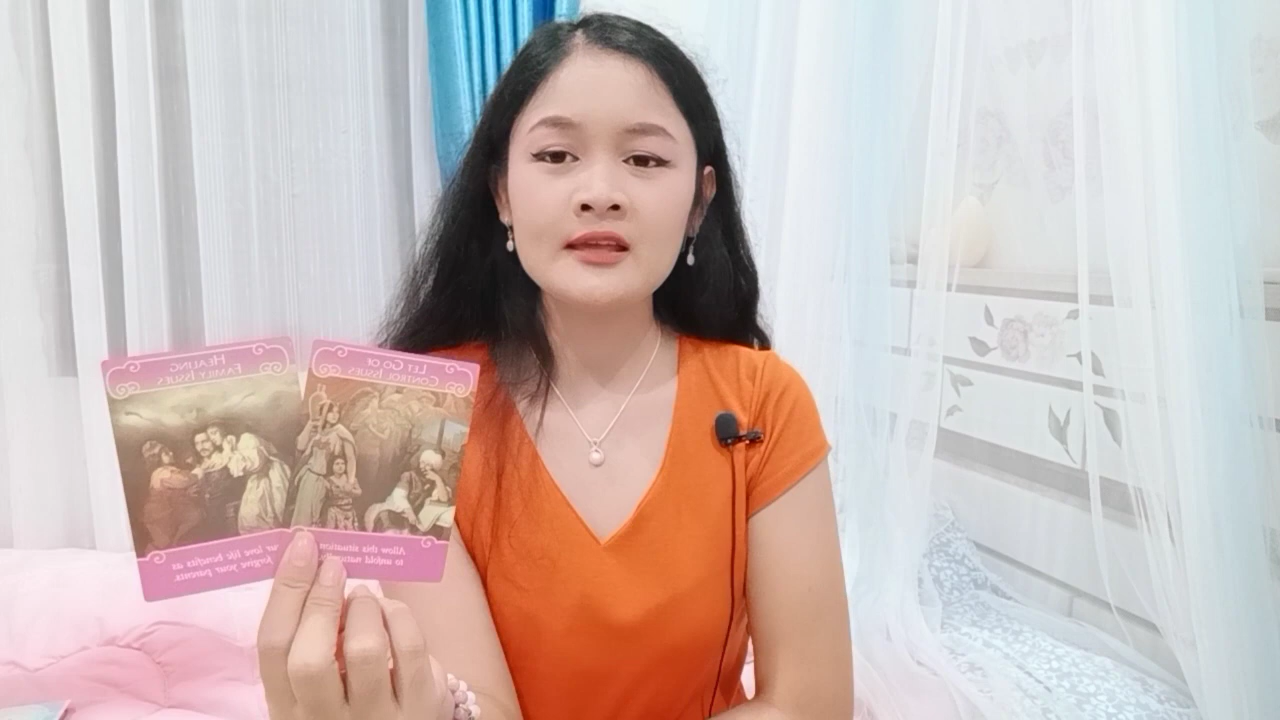 HEALING
FAMILY ISSUES
ur love life benefits as
forgive your parents.
LET GO OF
CONTROL ISSUES
Allow this situation
to unfold